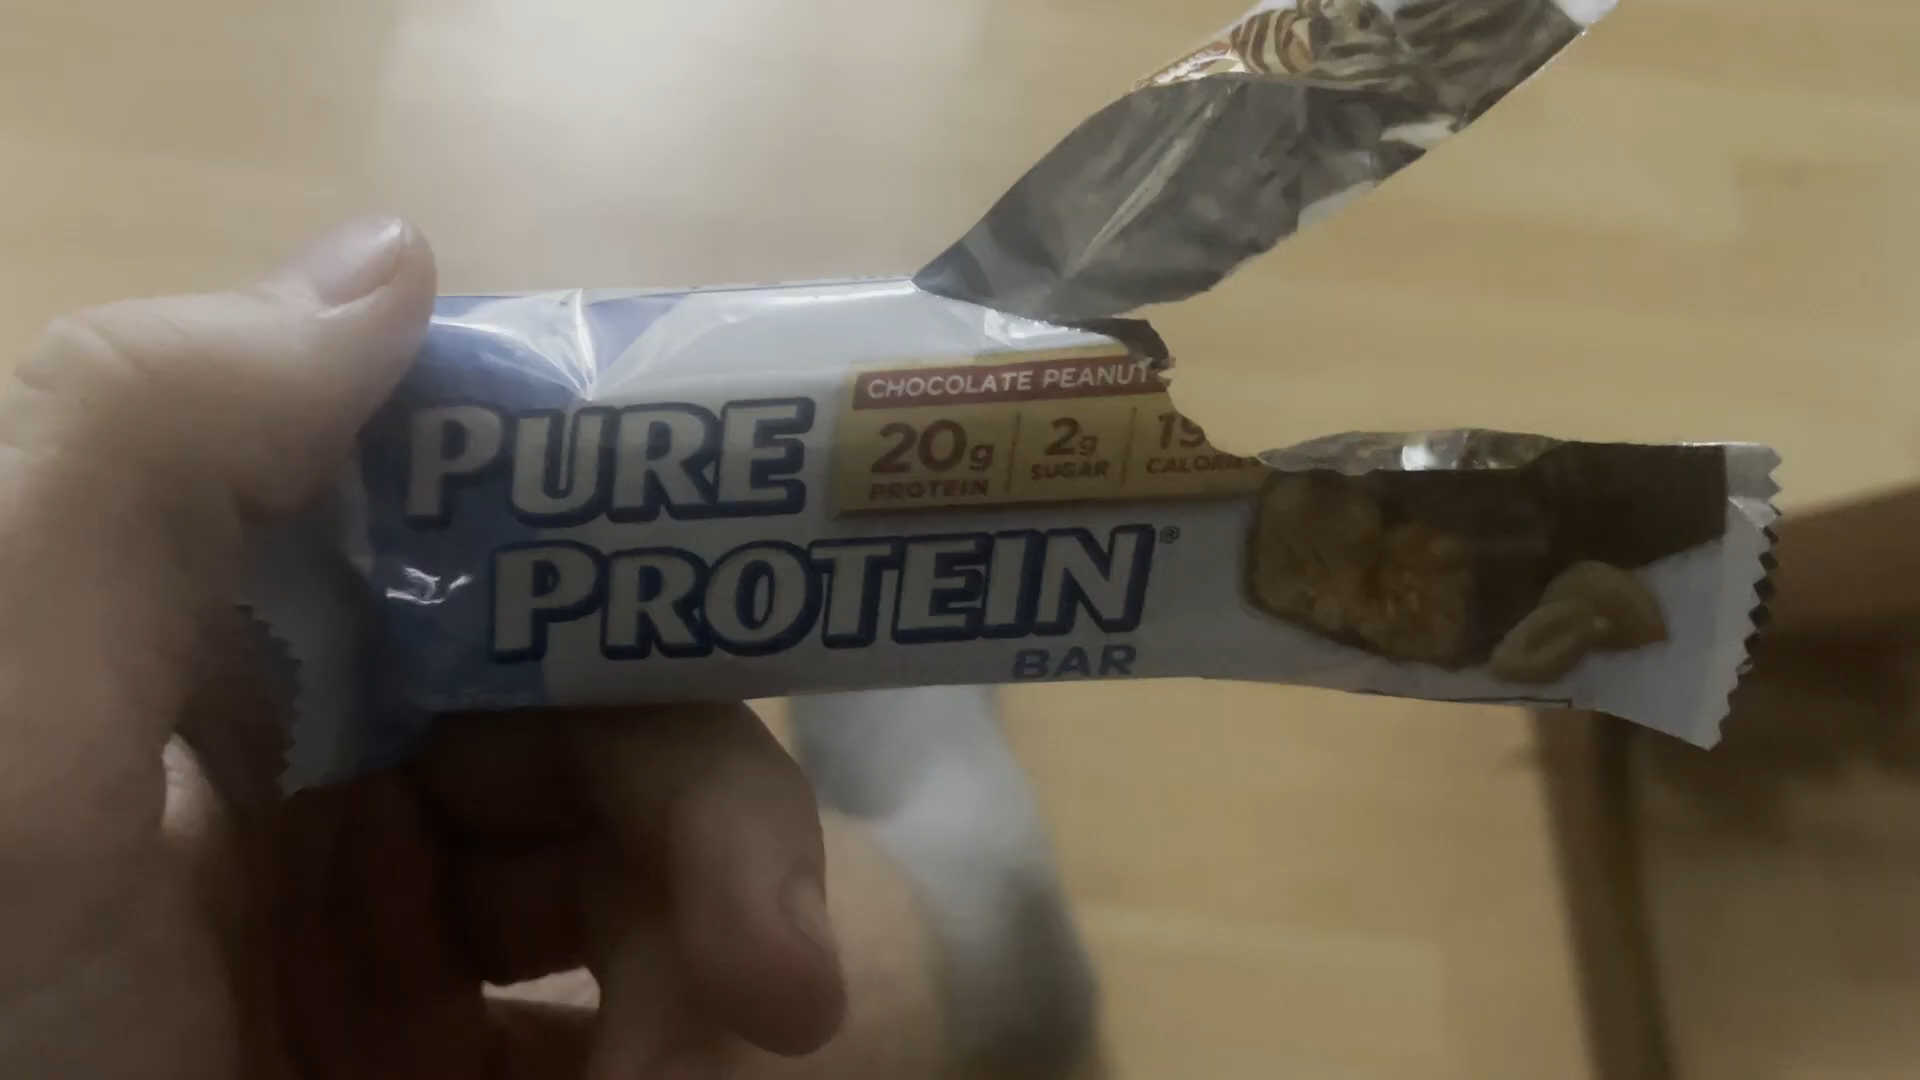 CHOCOLATE PEANUT
20g PROTEIN
2g SUGAR
PURE
PROTEIN®
BAR